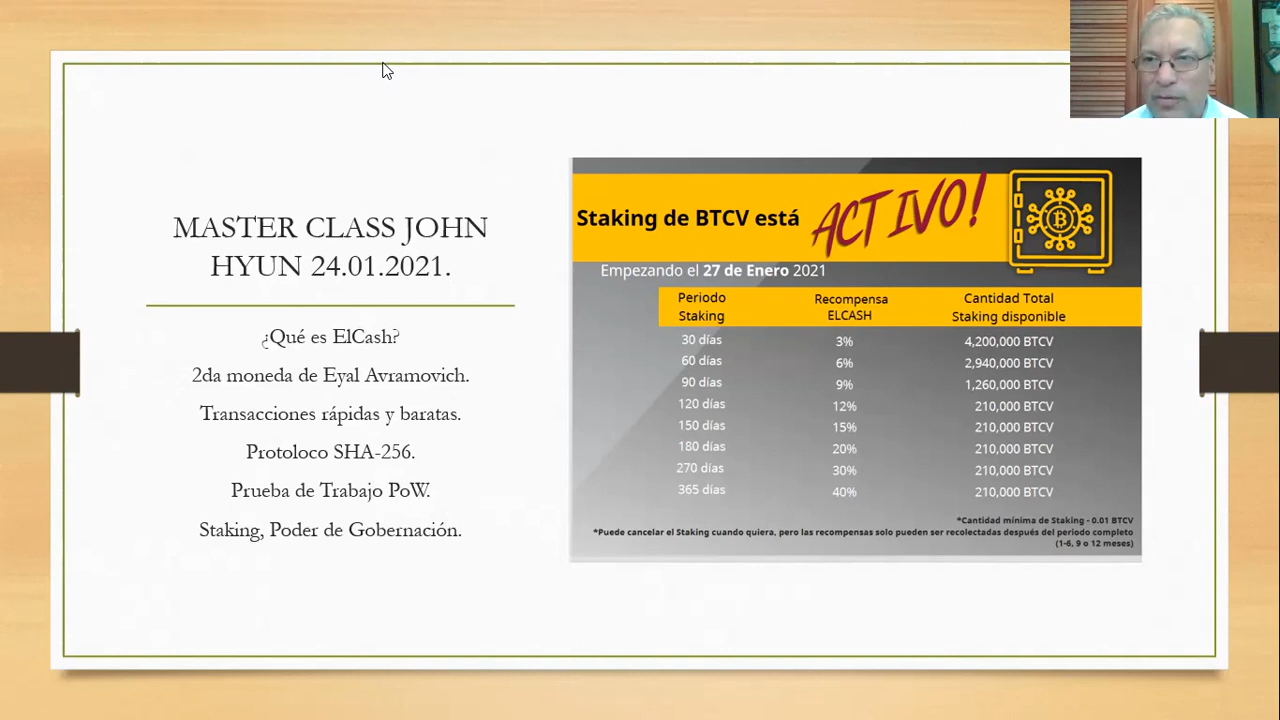 MASTER CLASS JOHN
HYUN 24.01.2021.
¿Qué es ElCash?
2da moneda de Eyal Avramovich.
Transacciones rápidas y baratas.
Protoloco SHA-256.
Prueba de Trabajo PoW.
Staking, Poder de Gobernación.
Staking de BTCV está ACTIVO!
Empezando el 27 de Enero 2021
Periodo Staking Recompensa ELCASH Cantidad Total Staking disponible
30 días 3% 4,200,000 BTCV
60 días 6% 2,940,000 BTCV
90 días 9% 1,260,000 BTCV
120 días 12% 210,000 BTCV
150 días 15% 210,000 BTCV
180 días 20% 210,000 BTCV
270 días 30% 210,000 BTCV
365 días 40% 210,000 BTCV
*Cantidad mínima de Staking - 0.01 BTCV
*Puede cancelar el Staking cuando quiera, pero las recompensas solo pueden ser recolectadas después del periodo completo
(1-6, 9 o 12 meses)